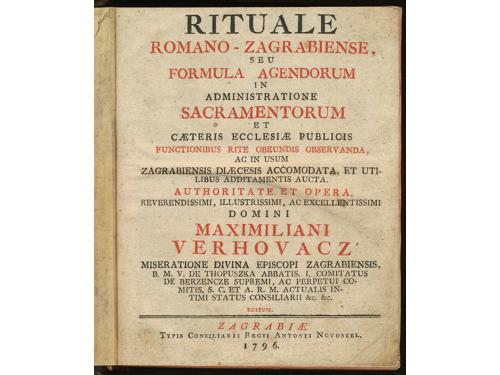 RITUALE
ROMANO-ZAGRABIENSE,
SEU
FORMULA AGENDORUM
IN
ADMINISTRATIONE
SACRAMENTORUM
ET
CÆTERIS ECCLESIÆ PUBLICIS
FUNCTIONIBUS RITE OBEUNDIS OBSERVANDA,
AC IN USUM
ZAGRABIENSIS DIÆCESIS ACCOMODATA, ET UTI-
LIBUS ADDITAMENTIS AUCTA.
AUTHORITATE ET OPERA,
REVERENDISSIMI, ILLUSTRISSIMI, AC EXCELLENTISSIMI
DOMINI
MAXIMILIANI
VERHOVACZ
MISERATIONE DIVINA EPISCOPI ZAGRABIENSIS,
B. M. V. DE THOPUSZKA ABBATIS. I. COMITATUS
DE BERZENCZE SUPREMI, AC PERPETUI CO-
MITIS, S. C. ET A. R. M. ACTUALIS IN-
TIMI STATUS CONSILIARII &c. &c.
EDITUM.
ZAGRABIÆ
TYPIS CONSILIARII REGII ANTONII NOVOSZEL.
1796.